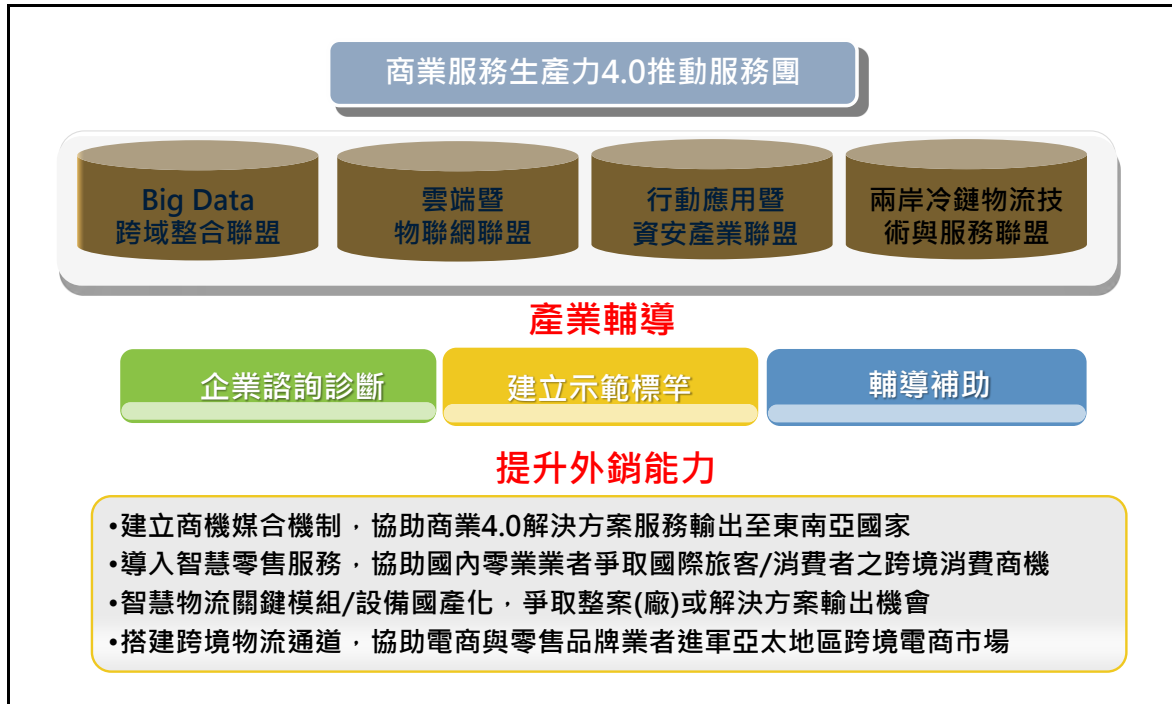 商業服務生產力4.0推動服務團
Big Data
跨域整合聯盟
雲端暨
物聯網聯盟
行動應用暨
資安產業聯盟
兩岸冷鏈物流技
術與服務聯盟
產業輔導
企業諮詢診斷
建立示範標竿
輔導補助
提升外銷能力
•建立商機媒合機制，協助商業4.0解決方案服務輸出至東南亞國家
•導入智慧零售服務，協助國內零業業者爭取國際旅客/消費者之跨境消費商機
•智慧物流關鍵模組/設備國產化，爭取整案(廠)或解決方案輸出機會
•搭建跨境物流通道，協助電商與零售品牌業者進軍亞太地區跨境電商市場